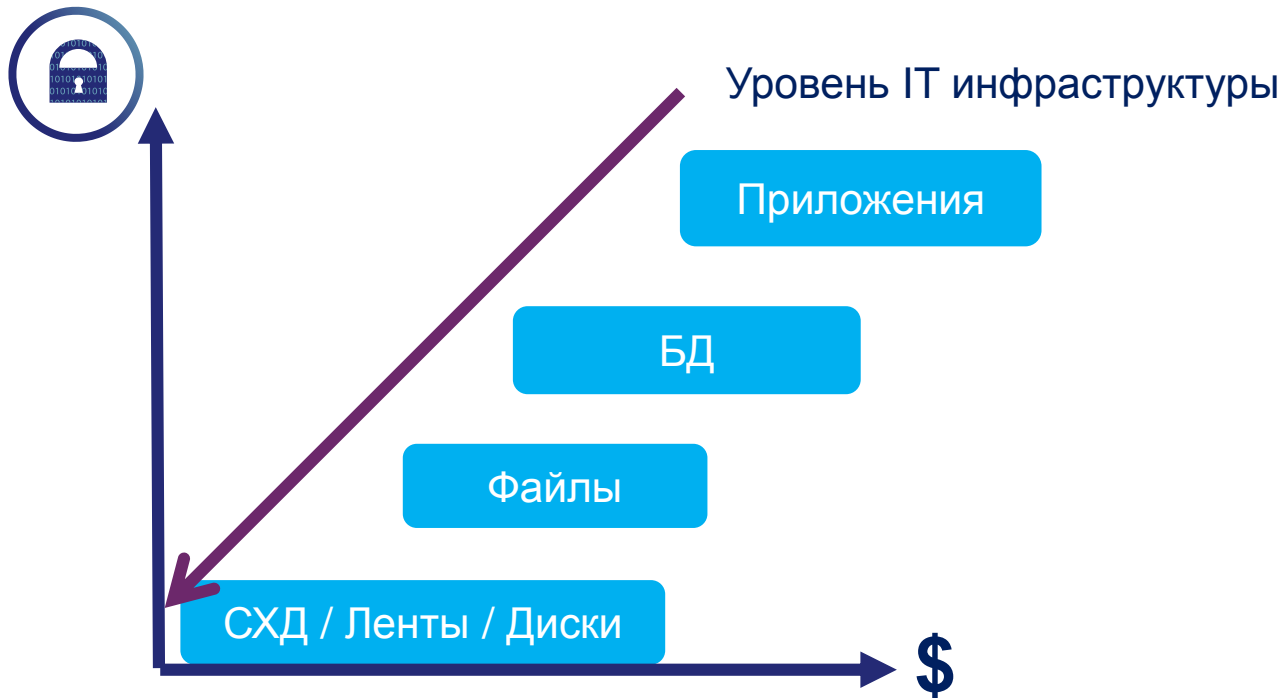 Уровень IT инфраструктуры
Приложения
БД
Файлы
СХД / Ленты / Диски
$